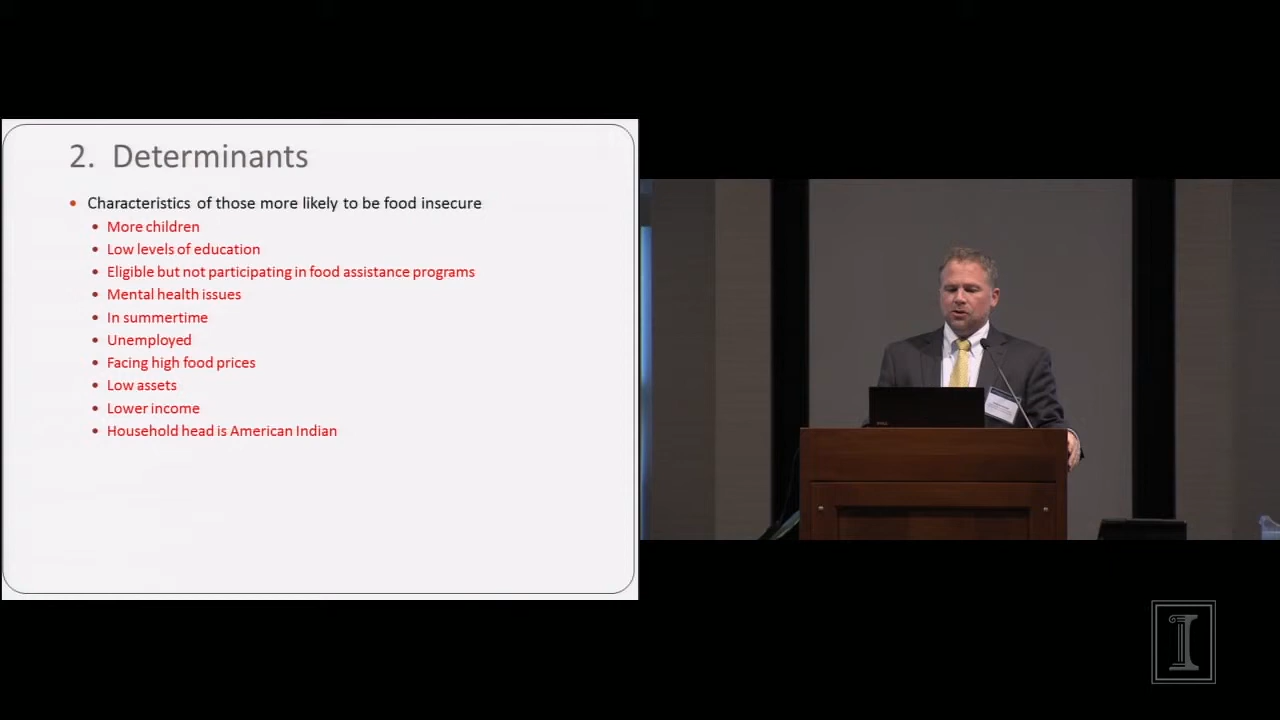 2. Determinants
• Characteristics of those more likely to be food insecure
• More children
• Low levels of education
• Eligible but not participating in food assistance programs
• Mental health issues
• In summertime
• Unemployed
• Facing high food prices
• Low assets
• Lower income
• Household head is American Indian
I